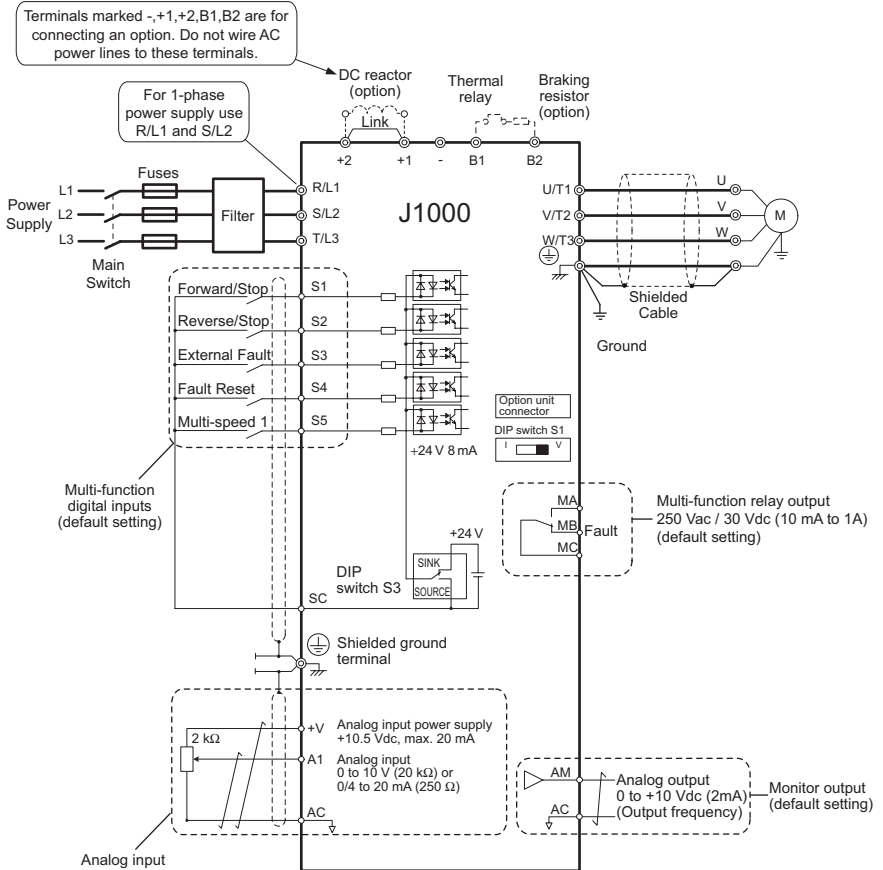 Terminals marked -,+1,+2,B1,B2 are for
connecting an option. Do not wire AC
power lines to these terminals.
DC reactor
(option)
Thermal
relay
Braking
resistor
(option)
For 1-phase
power supply use
R/L1 and S/L2
Link
+2
+1
-
B1
B2
Fuses
Power
Supply
L1
L2
L3
Filter
Main
Switch
R/L1
S/L2
T/L3
J1000
U/T1
V/T2
W/T3
U
V
W
M
Shielded
Cable
Ground
Forward/Stop
S1
Reverse/Stop
S2
External Fault
S3
Fault Reset
S4
Multi-speed 1
S5
+24 V 8 mA
Option unit
connector
DIP switch S1
I
V
Multi-function
digital inputs
(default setting)
MA
MB
MC
Fault
Multi-function relay output
250 Vac / 30 Vdc (10 mA to 1A)
(default setting)
+24 V
DIP
switch S3
SINK
SOURCE
SC
Shielded ground
terminal
2 kΩ
+V
Analog input power supply
+10.5 Vdc, max. 20 mA
A1
Analog input
0 to 10 V (20 kΩ) or
0/4 to 20 mA (250 Ω)
AC
Analog input
AM
AC
Analog output
0 to +10 Vdc (2mA)
(Output frequency)
Monitor output
(default setting)